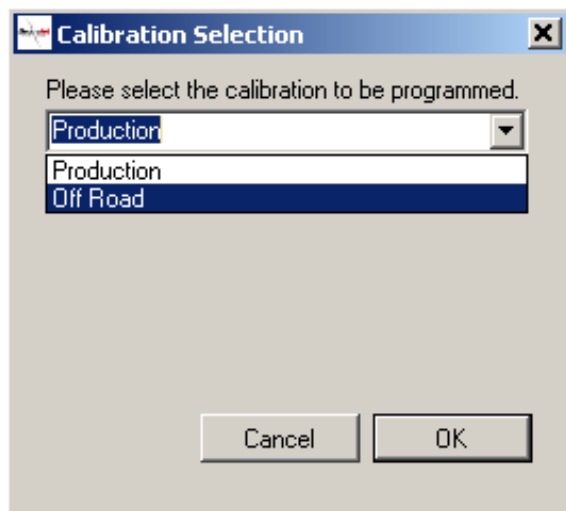 Calibration Selection
Please select the calibration to be programmed.
Production
Production
Off Road
Cancel OK